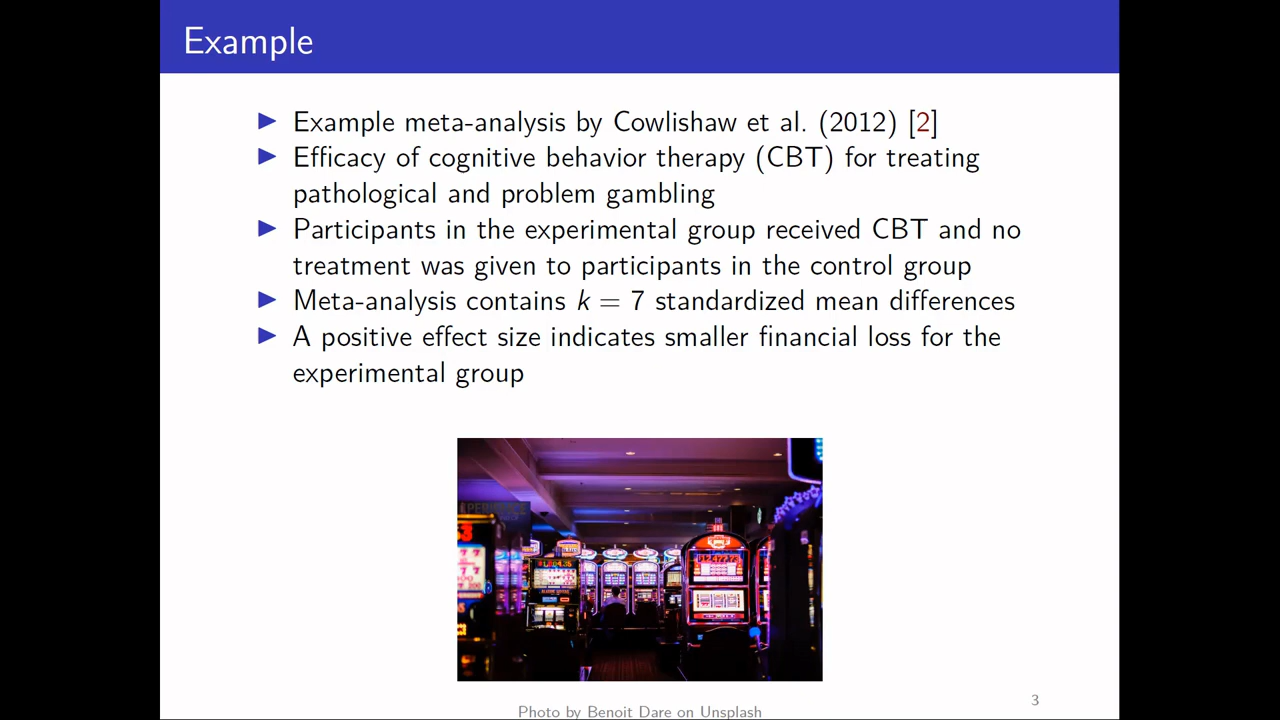 Example
▶ Example meta-analysis by Cowlishaw et al. (2012) [2]
▶ Efficacy of cognitive behavior therapy (CBT) for treating
pathological and problem gambling
▶ Participants in the experimental group received CBT and no
treatment was given to participants in the control group
▶ Meta-analysis contains k = 7 standardized mean differences
▶ A positive effect size indicates smaller financial loss for the
experimental group
3
Photo by Benoit Dare on Unsplash